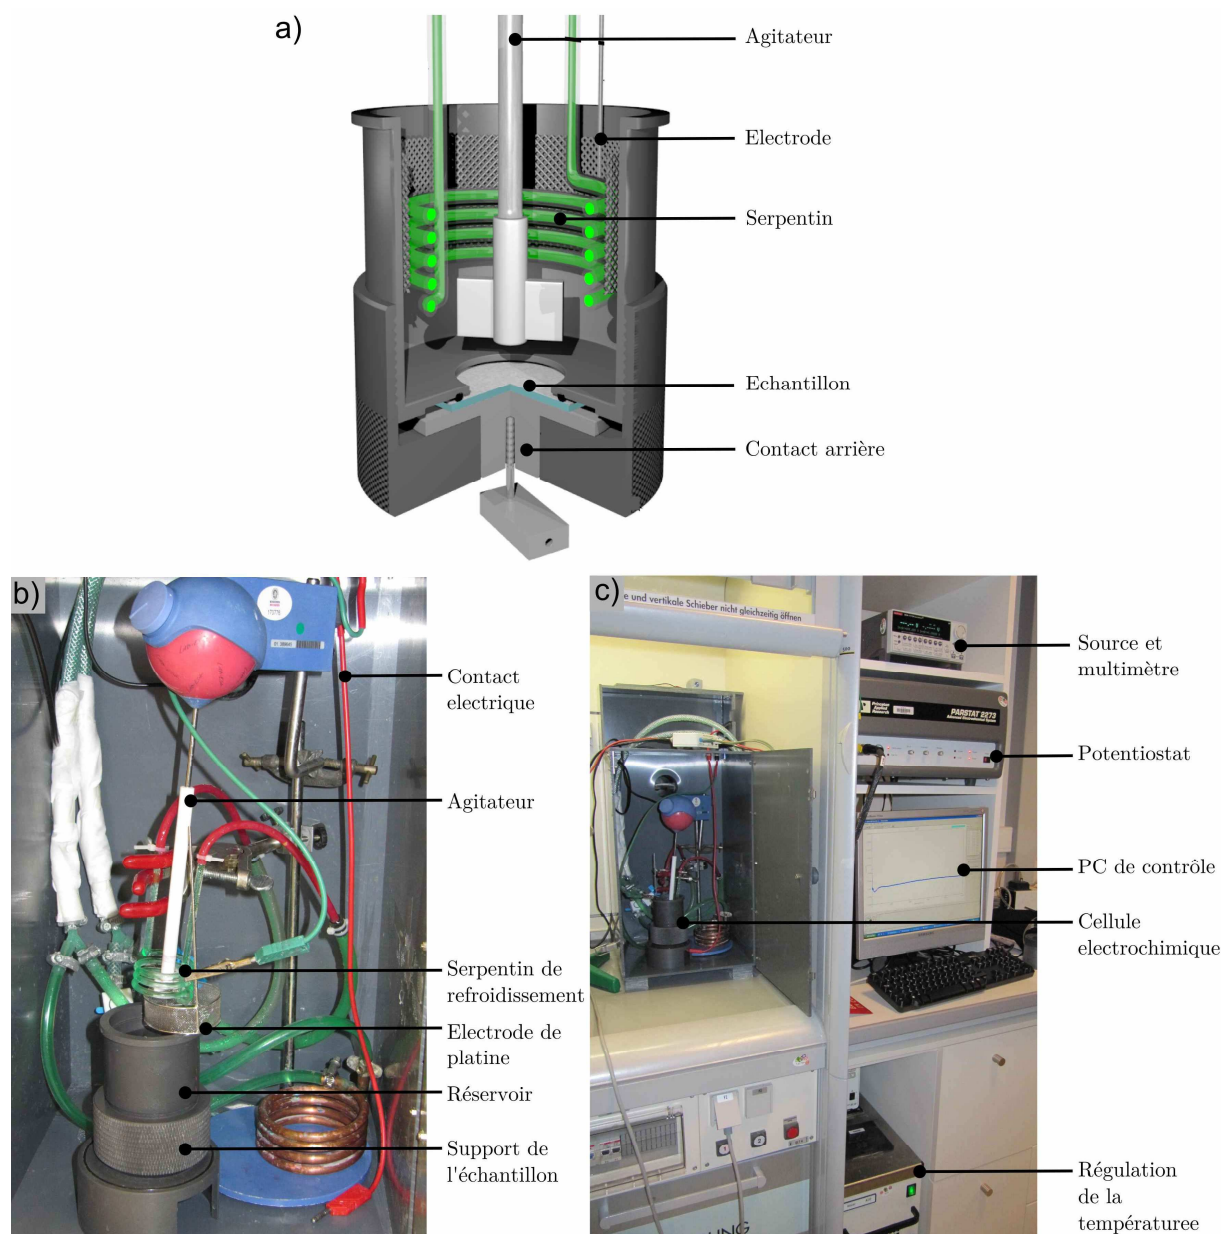 a)
Agitateur
Electrode
Serpentin
Echantillon
Contact arrière
b)
Contact
electrique
Agitateur
Serpentin de
refroidissement
Electrode de
platine
Réservoir
Support de
l'échantillon
c)
e und vertikale Schieber nicht gleichzeitig öffnen
PARSTAT 2273
Source et
multimètre
Potentiostat
PC de contrôle
Cellule
electrochimique
Régulation
de la
températuree